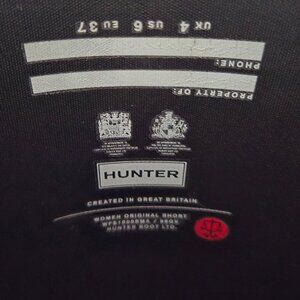 UK 4 US 6 EU 37
PHONE:
PROPERTY OF:
HUNTER
CREATED IN GREAT BRITAIN
WOMEN ORIGINAL SHORT
HUNTER BOOT LTD.